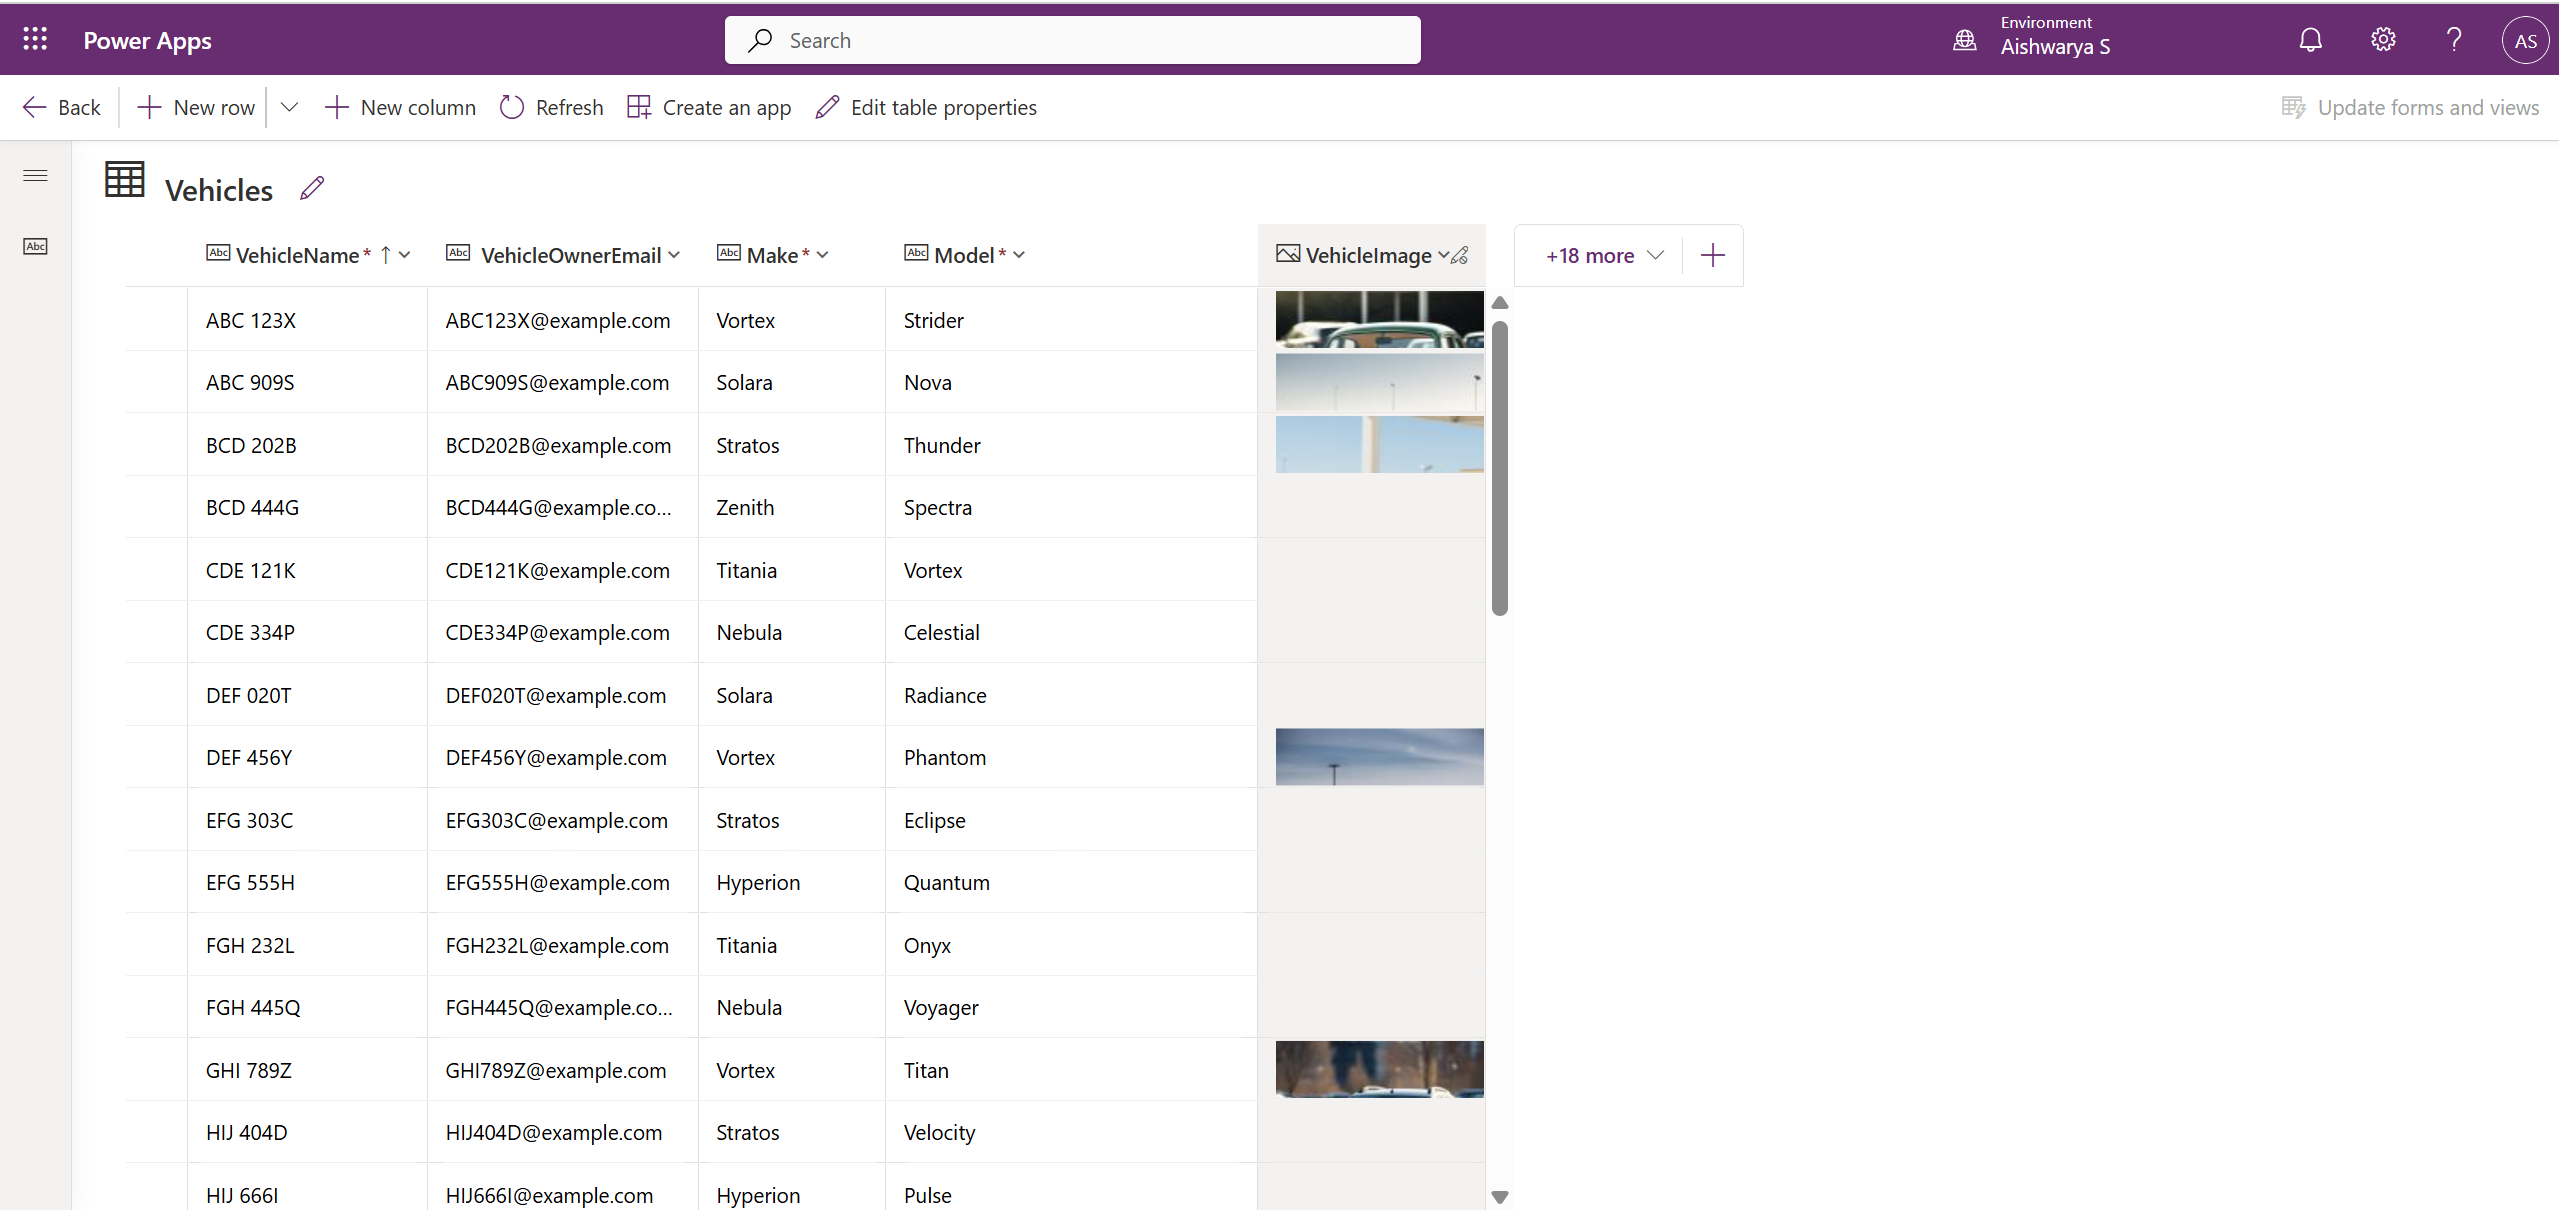 Power Apps
Search
Environment
Aishwarya S
AS
Back
New row
New column
Refresh
Create an app
Edit table properties
Update forms and views
Abc
Vehicles
Abc VehicleName * Abc VehicleOwnerEmail Abc Make * Abc Model * VehicleImage +18 more
ABC 123X ABC123X@example.com Vortex Strider
ABC 909S ABC909S@example.com Solara Nova
BCD 202B BCD202B@example.com Stratos Thunder
BCD 444G BCD444G@example.co... Zenith Spectra
CDE 121K CDE121K@example.com Titania Vortex
CDE 334P CDE334P@example.com Nebula Celestial
DEF 020T DEF020T@example.com Solara Radiance
DEF 456Y DEF456Y@example.com Vortex Phantom
EFG 303C EFG303C@example.com Stratos Eclipse
EFG 555H EFG555H@example.com Hyperion Quantum
FGH 232L FGH232L@example.com Titania Onyx
FGH 445Q FGH445Q@example.co... Nebula Voyager
GHI 789Z GHI789Z@example.com Vortex Titan
HIJ 404D HIJ404D@example.com Stratos Velocity
HIJ 666I HIJ666I@example.com Hyperion Pulse